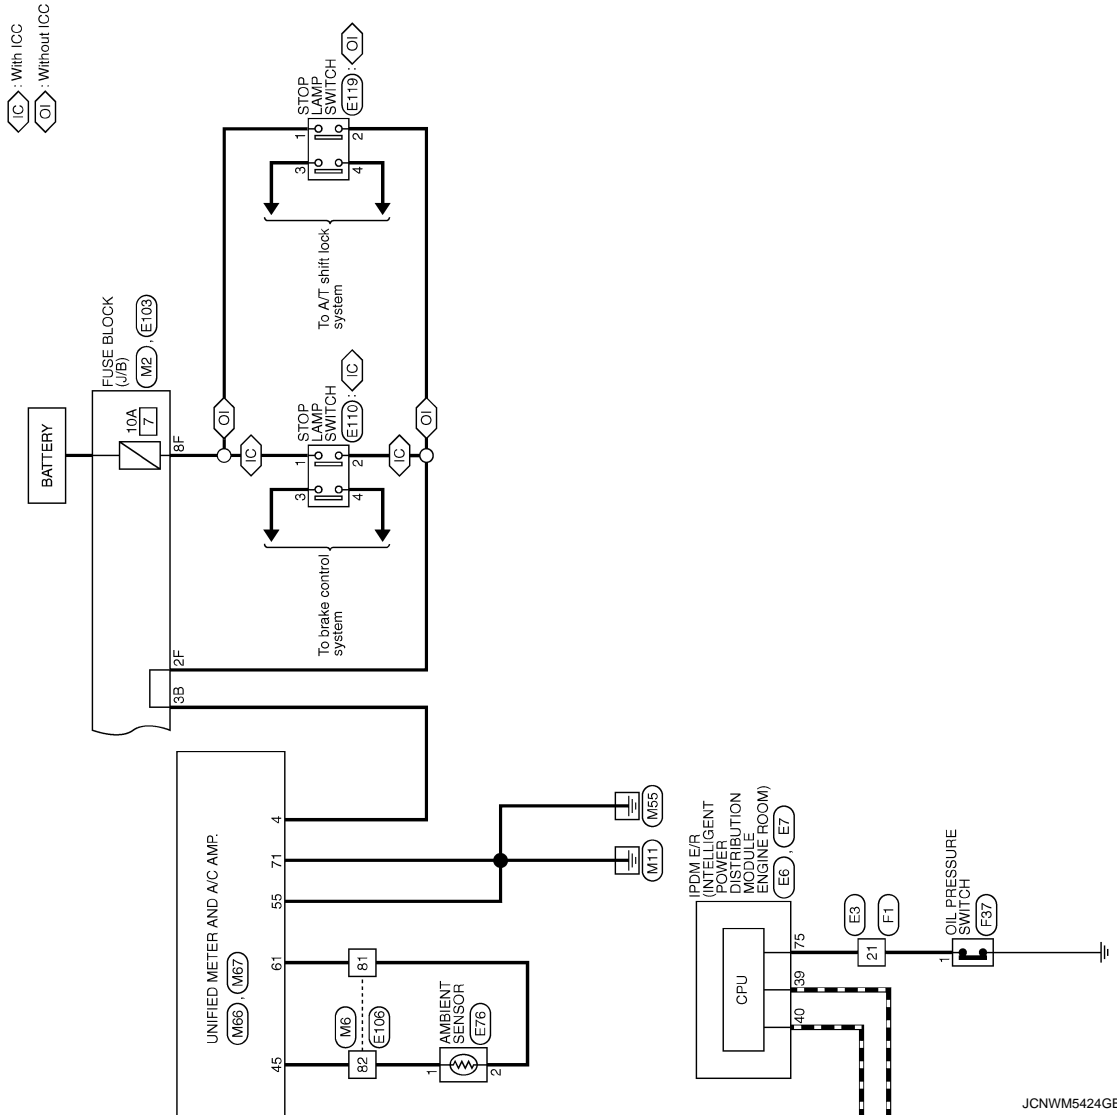 IC : With ICC
OI : Without ICC
STOP
LAMP
SWITCH
E119 : OI
1
2
3
4
To A/T shift lock
system
FUSE BLOCK
(J/B)
M2 , E103
BATTERY
10A
7
8F
OI
IC
STOP
LAMP
SWITCH
E110 : IC
OI
IC
1
2
3
4
To brake control
system
2F
3B
UNIFIED METER AND A/C AMP.
M66 , M67
4
71
55
61
45
M55
M11
81
82
M6
E106
AMBIENT
SENSOR
E76
1
2
IPDM E/R
(INTELLIGENT
POWER
DISTRIBUTION
MODULE
ENGINE ROOM)
E6 , E7
CPU
75
39
40
E3
F1
21
OIL PRESSURE
SWITCH
F37
1
JCNWM5424GE